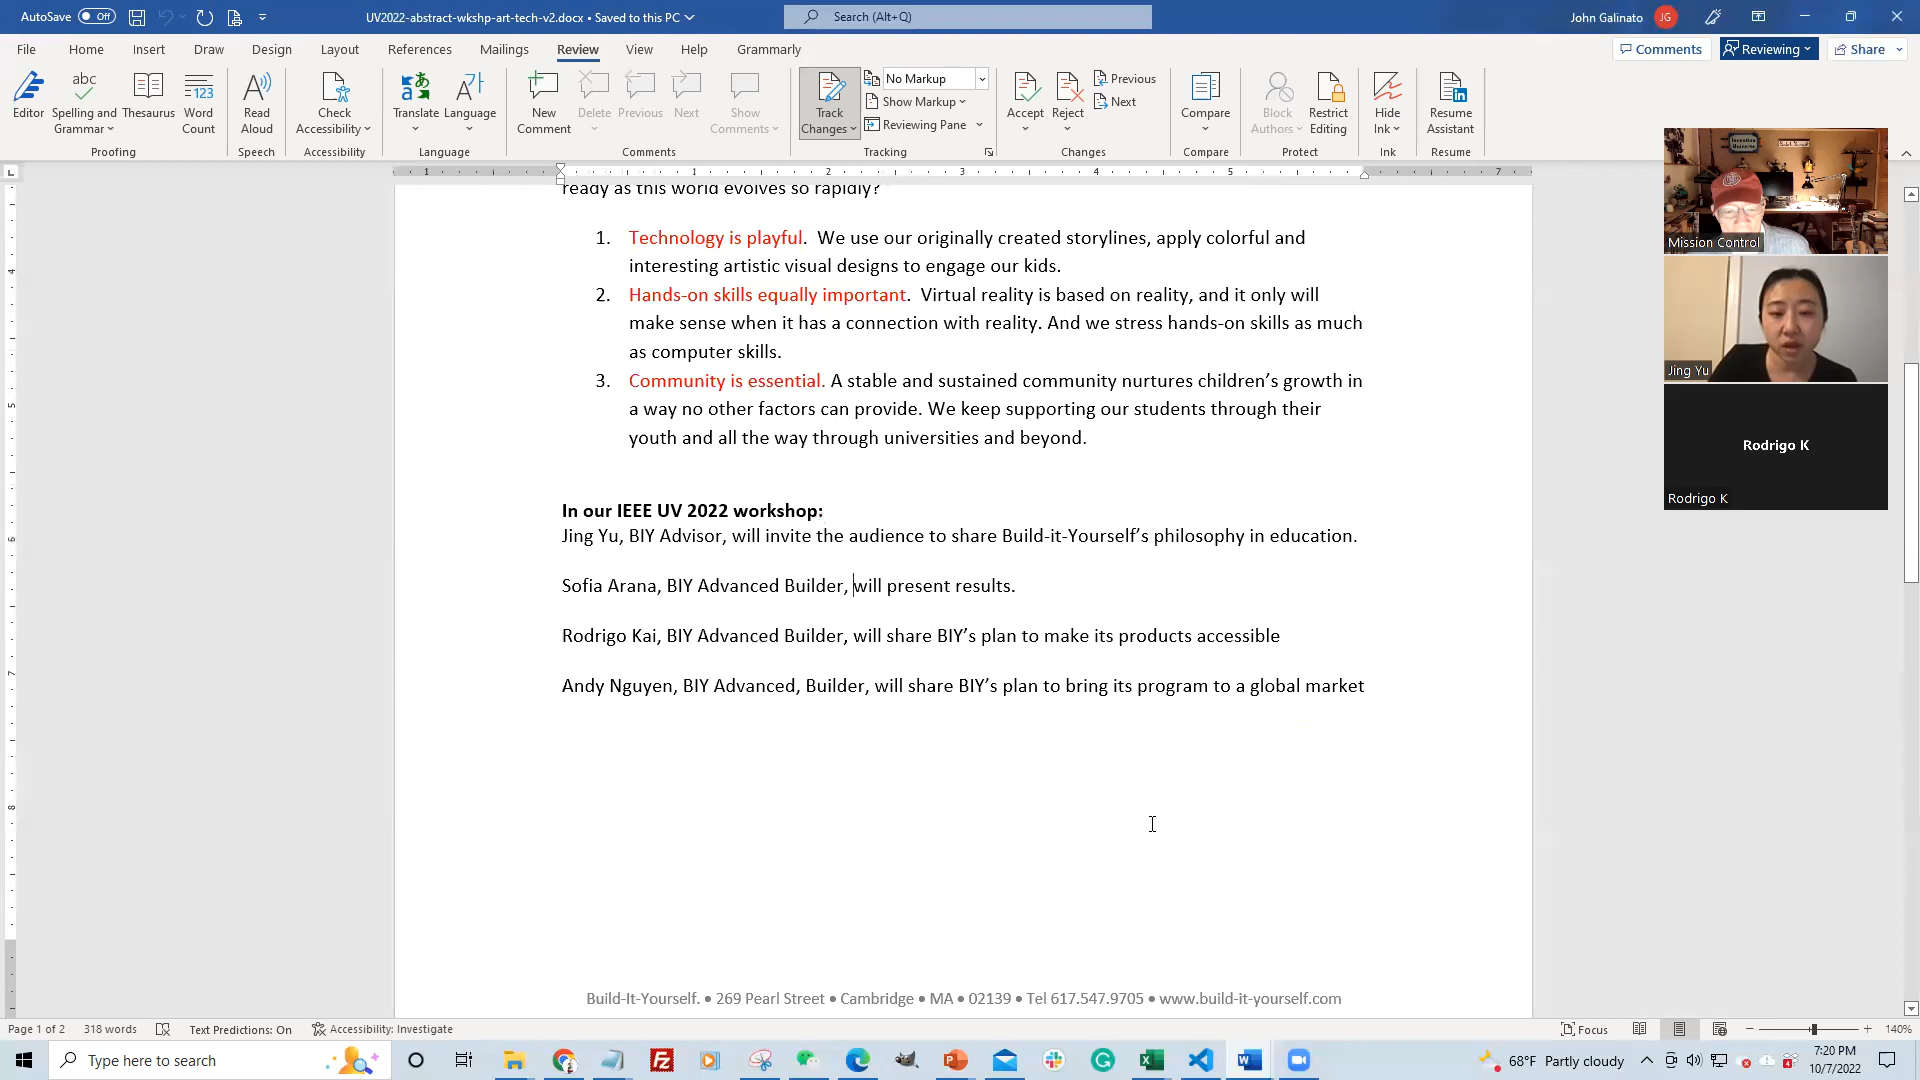 AutoSave Off UV2022-abstract-wkshp-art-tech-v2.docx • Saved to this PC Search (Alt+Q) John Galinato JG
File Home Insert Draw Design Layout References Mailings Review View Help Grammarly Comments Reviewing Share
Editor Spelling and Grammar Thesaurus Word Count Read Aloud Check Accessibility Translate Language New Comment Delete Previous Next Show Comments Track Changes No Markup Show Markup Reviewing Pane Accept Reject Previous Next Compare Block Authors Restrict Editing Hide Ink Resume Assistant
Proofing Speech Accessibility Language Comments Tracking Changes Compare Protect Ink Resume
1 1 2 3 4 5 7
ready as this world evolves so rapidly?
1. Technology is playful.  We use our originally created storylines, apply colorful and
interesting artistic visual designs to engage our kids.
2. Hands-on skills equally important.  Virtual reality is based on reality, and it only will
make sense when it has a connection with reality. And we stress hands-on skills as much
as computer skills.
3. Community is essential. A stable and sustained community nurtures children’s growth in
a way no other factors can provide. We keep supporting our students through their
youth and all the way through universities and beyond.
In our IEEE UV 2022 workshop:
Jing Yu, BIY Advisor, will invite the audience to share Build-it-Yourself’s philosophy in education.
Sofia Arana, BIY Advanced Builder, will present results.
Rodrigo Kai, BIY Advanced Builder, will share BIY’s plan to make its products accessible
Andy Nguyen, BIY Advanced, Builder, will share BIY’s plan to bring its program to a global market
Build-It-Yourself. • 269 Pearl Street • Cambridge • MA • 02139 • Tel 617.547.9705 • www.build-it-yourself.com
Mission Control
Jing Yu
Rodrigo K
Rodrigo K
Page 1 of 2 318 words Text Predictions: On Accessibility: Investigate Focus 140%
Type here to search 68°F Partly cloudy 7:20 PM
10/7/2022